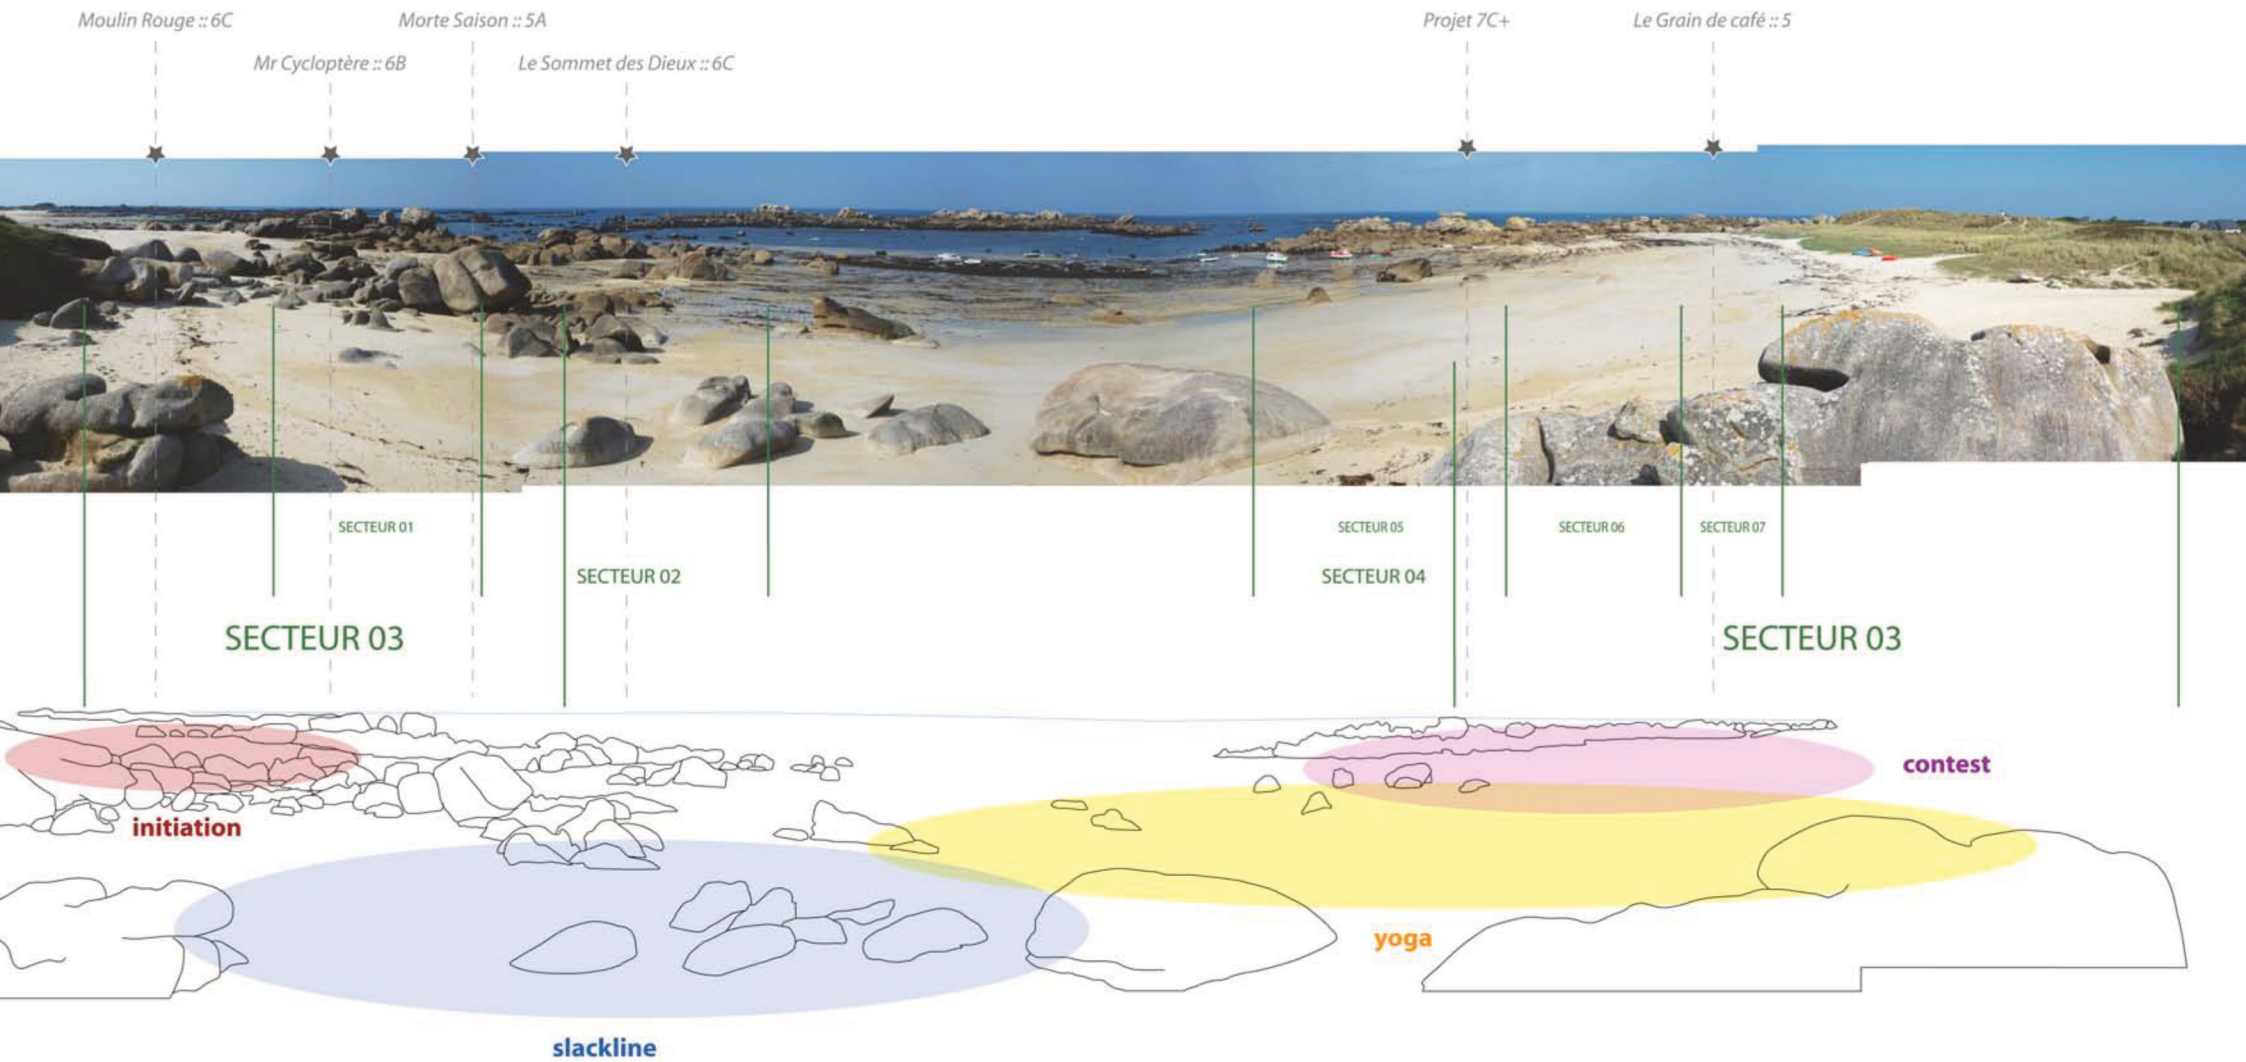 Moulin Rouge :: 6C
Morte Saison :: 5A
Projet 7C+
Le Grain de café :: 5
Mr Cycloptère :: 6B
Le Sommet des Dieux :: 6C
SECTEUR 01
SECTEUR 05
SECTEUR 06
SECTEUR 07
SECTEUR 02
SECTEUR 04
SECTEUR 03
SECTEUR 03
contest
initiation
yoga
slackline